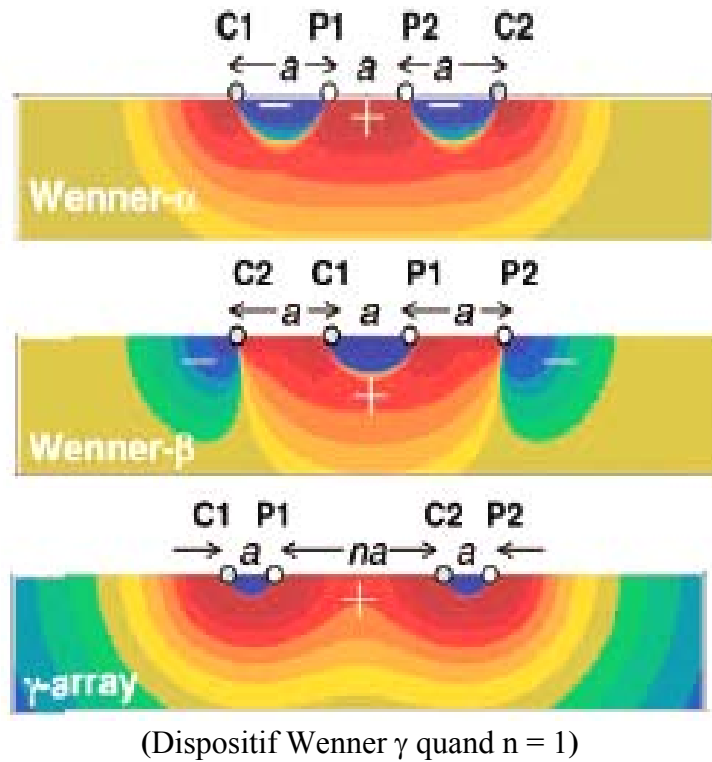 C1 P1 P2 C2
a a a
− + −
Wenner-α
C2 C1 P1 P2
a a a
− + −
Wenner-β
C1 P1 C2 P2
a na a
+
γ-array
(Dispositif Wenner γ quand n = 1)